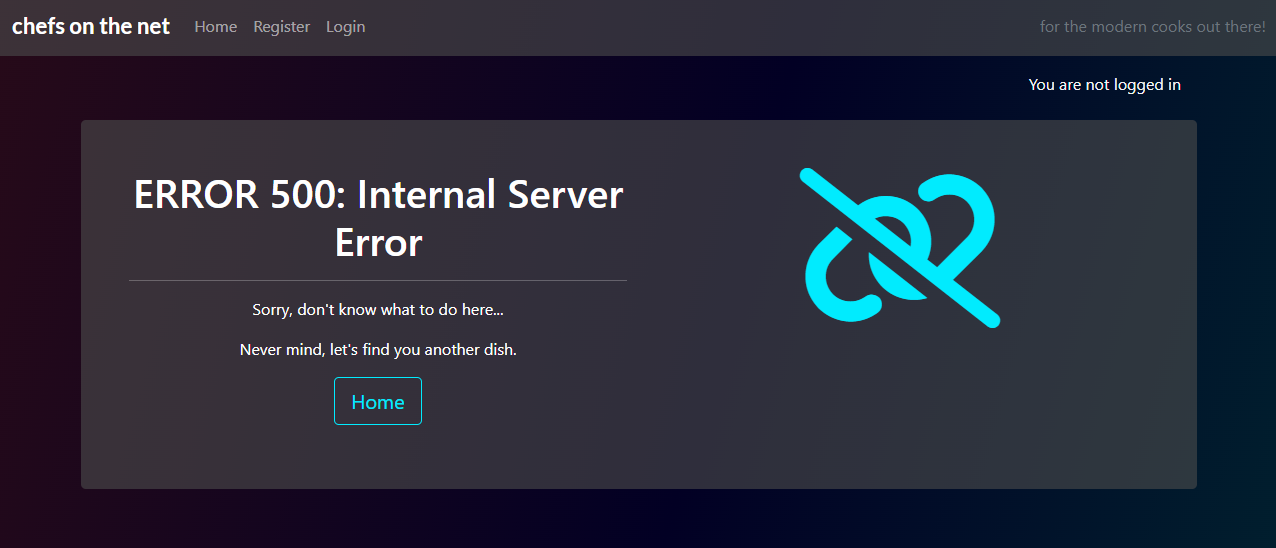 chefs on the net Home Register Login for the modern cooks out there!
You are not logged in
ERROR 500: Internal Server
Error
Sorry, don't know what to do here...
Never mind, let's find you another dish.
Home